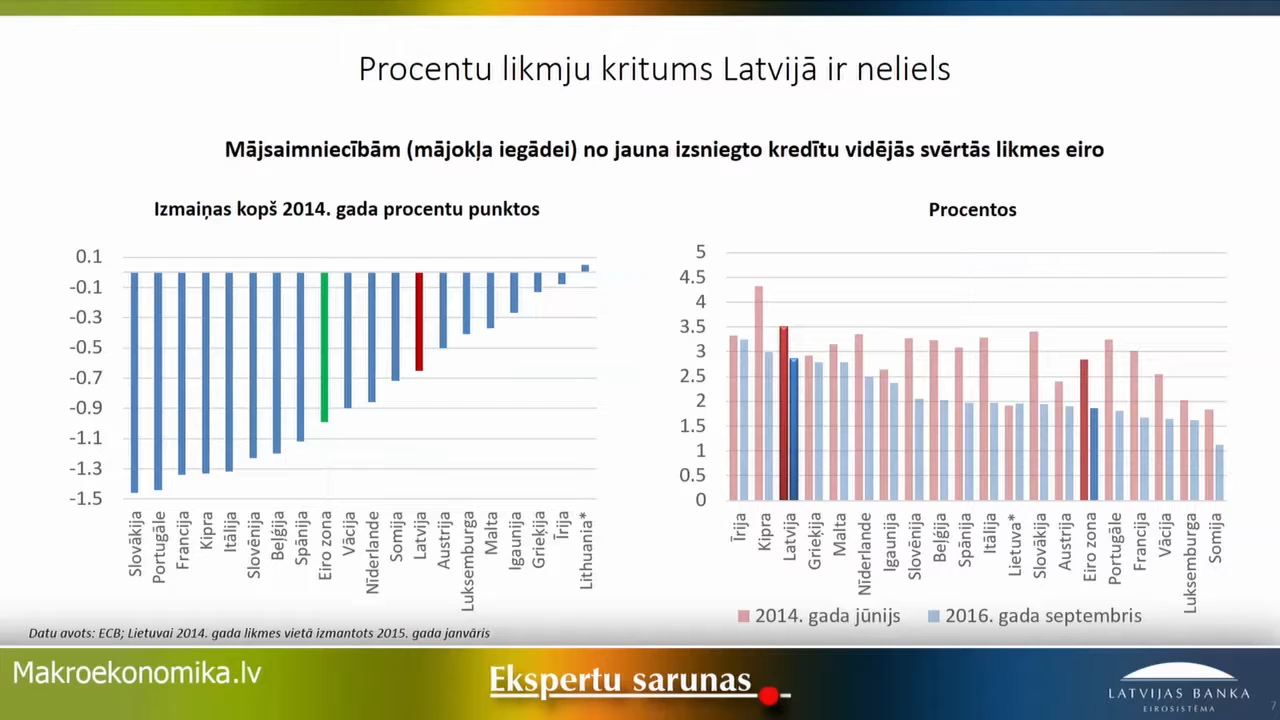 Procentu likmju kritums Latvijā ir neliels
Mājsaimniecībām (mājokļa iegādei) no jauna izsniegto kredītu vidējās svērtās likmes eiro
Izmaiņas kopš 2014. gada procentu punktos
0.1
-0.1
-0.3
-0.5
-0.7
-0.9
-1.1
-1.3
-1.5
Slovākija
Portugāle
Francija
Kipra
Itālija
Slovēnija
Beļģija
Spānija
Eiro zona
Vācija
Nīderlande
Somija
Latvija
Austrija
Luksemburga
Malta
Igaunija
Grieķija
Īrija
Lithuania*
Procentos
5
4.5
4
3.5
3
2.5
2
1.5
1
0.5
0
Īrija
Kipra
Latvija
Grieķija
Malta
Nīderlande
Igaunija
Slovēnija
Beļģija
Spānija
Itālija
Lietuva*
Slovākija
Austrija
Eiro zona
Portugāle
Francija
Vācija
Luksemburga
Somija
2014. gada jūnijs
2016. gada septembris
Datu avots: ECB; Lietuvai 2014. gada likmes vietā izmantots 2015. gada janvāris
Makroekonomika.lv
Ekspertu sarunas
LATVIJAS BANKA
EIROSISTĒMA
7